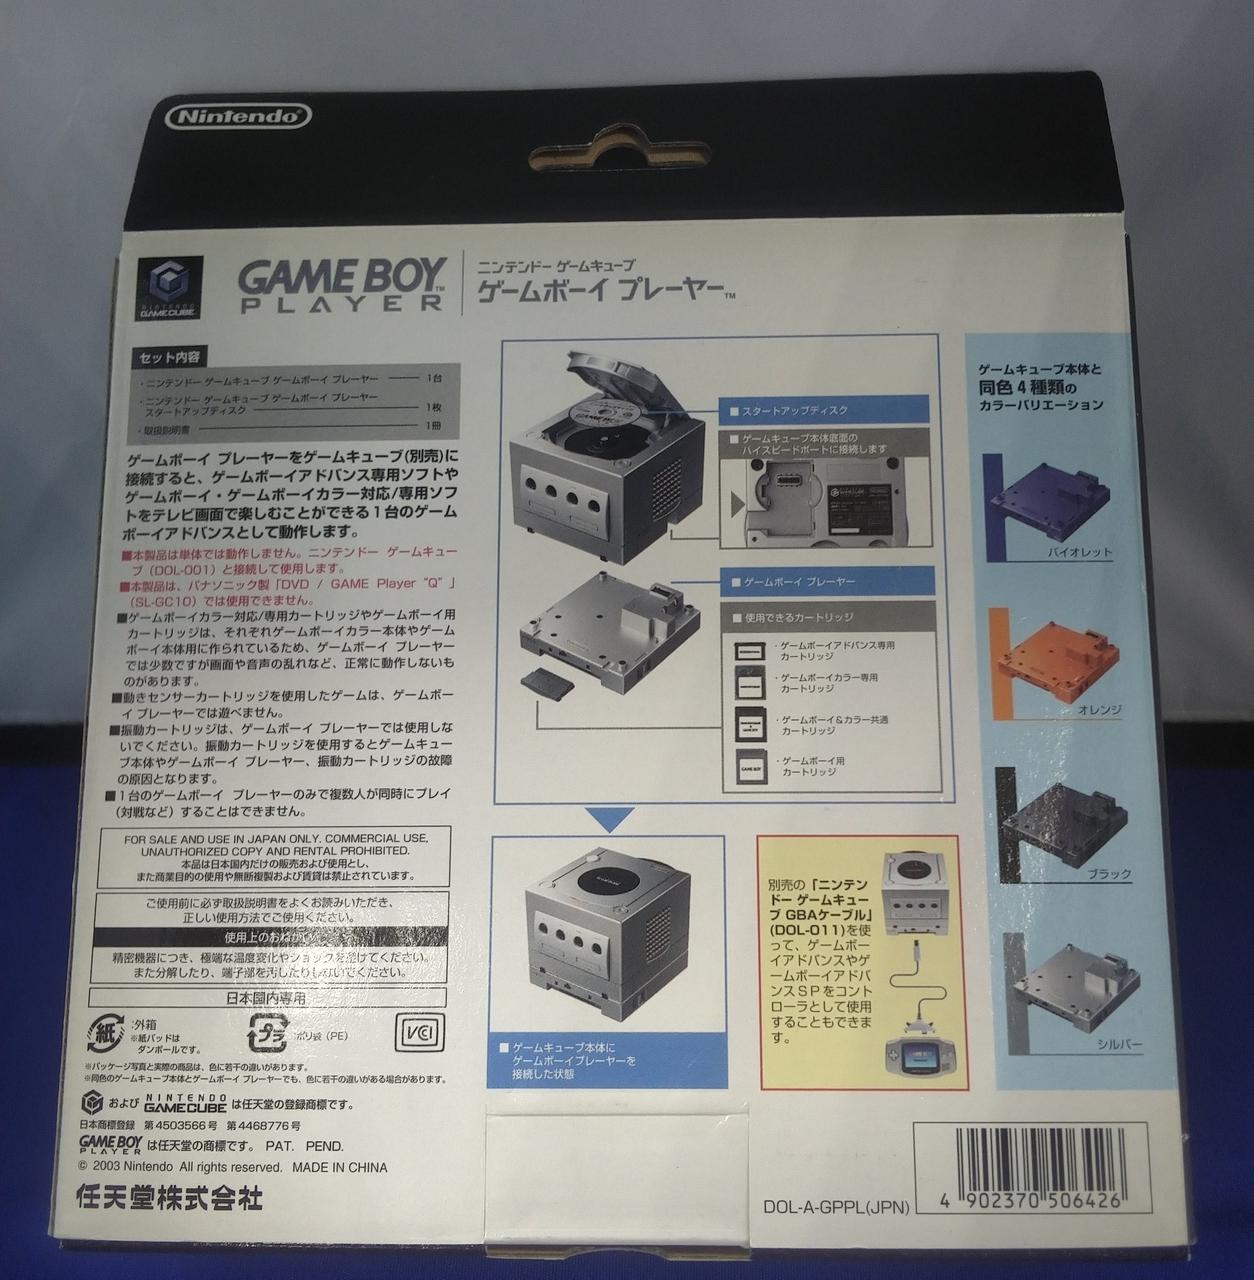 Nintendo
NINTENDO
GAMECUBE
GAME BOY™
PLAYER
ニンテンドー ゲームキューブ
ゲームボーイ プレーヤー™
セット内容
・ニンテンドー ゲームキューブ ゲームボーイ プレーヤー 1台
・ニンテンドー ゲームキューブ ゲームボーイ プレーヤー
スタートアップディスク 1枚
・取扱説明書 1冊
ゲームボーイ プレーヤーをゲームキューブ(別売)に
接続すると、ゲームボーイアドバンス専用ソフトや
ゲームボーイ・ゲームボーイカラー対応/専用ソフ
トをテレビ画面で楽しむことができる1台のゲーム
ボーイアドバンスとして動作します。
■本製品は単体では動作しません。ニンテンドー ゲームキュー
ブ(DOL-001)と接続して使用します。
■本製品は、パナソニック製「DVD / GAME Player “Q”」
(SL-GC10)では使用できません。
■ゲームボーイカラー対応/専用カートリッジやゲームボーイ用
カートリッジは、それぞれゲームボーイカラー本体やゲーム
ボーイ本体用に作られているため、ゲームボーイ プレーヤー
では少数ですが画面や音声の乱れなど、正常に動作しないも
のがあります。
■動きセンサーカートリッジを使用したゲームは、ゲームボー
イ プレーヤーでは遊べません。
■振動カートリッジは、ゲームボーイ プレーヤーでは使用しな
いでください。振動カートリッジを使用するとゲームキュー
ブ本体やゲームボーイ プレーヤー、振動カートリッジの故障
の原因となります。
■1台のゲームボーイ プレーヤーのみで複数人が同時にプレイ
(対戦など)することはできません。
FOR SALE AND USE IN JAPAN ONLY. COMMERCIAL USE,
UNAUTHORIZED COPY AND RENTAL PROHIBITED.
本品は日本国内だけの販売および使用とし、
また商業目的の使用や無断複製および賃貸は禁止されています。
ご使用前に必ず取扱説明書をよくお読みいただき、
正しい使用方法でご使用ください。
使用上のおねがい
精密機器につき、極端な温度変化やショックを避けてください。
また分解したり、端子部を汚したりしないでください。
日本国内専用
紙
:外箱
※紙パッドは
ダンボールです。
プラ
:ポリ袋(PE)
VCI
※パッケージ写真と実際の商品は、色に若干の違いがあります。
※同色のゲームキューブ本体とゲームボーイ プレーヤーでも、色に若干の違いがある場合があります。
および NINTENDO GAMECUBE は任天堂の登録商標です。
日本商標登録 第4503566号 第4468776号
GAME BOY PLAYER は任天堂の商標です。 PAT. PEND.
© 2003 Nintendo All rights reserved. MADE IN CHINA
任天堂株式会社
■スタートアップディスク
■ゲームキューブ本体底面の
ハイスピードポートに接続します
■ゲームボーイ プレーヤー
■使用できるカートリッジ
・ゲームボーイアドバンス専用
カートリッジ
・ゲームボーイカラー専用
カートリッジ
・ゲームボーイ&カラー共通
カートリッジ
GAME BOY
・ゲームボーイ用
カートリッジ
■ゲームキューブ本体に
ゲームボーイプレーヤーを
接続した状態
別売の「ニンテン
ドー ゲームキュー
ブ GBAケーブル」
(DOL-011)を使
って、ゲームボー
イアドバンスやゲ
ームボーイアドバ
ンスSPをコント
ローラとして使用
することもできま
す。
ゲームキューブ本体と
同色4種類の
カラーバリエーション
バイオレット
オレンジ
ブラック
シルバー
DOL-A-GPPL(JPN)
4 902370 506426